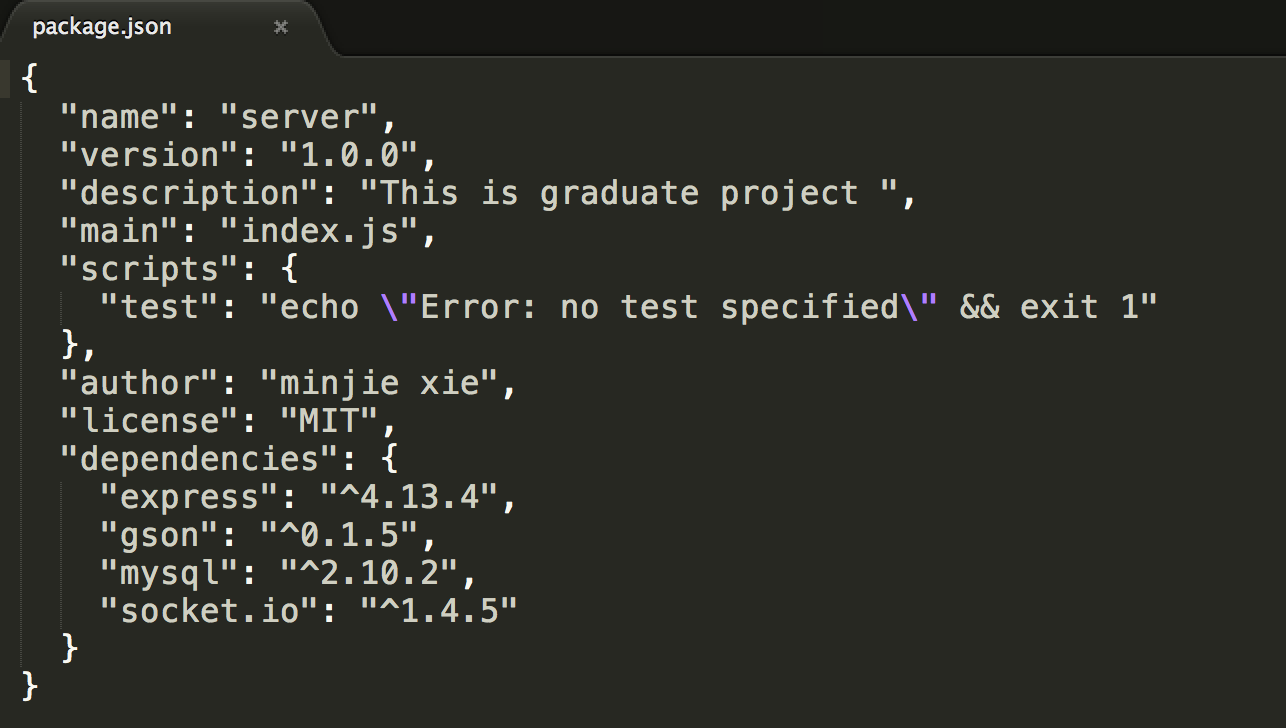 package.json ×
{
  "name": "server",
  "version": "1.0.0",
  "description": "This is graduate project ",
  "main": "index.js",
  "scripts": {
    "test": "echo \"Error: no test specified\" && exit 1"
  },
  "author": "minjie xie",
  "license": "MIT",
  "dependencies": {
    "express": "^4.13.4",
    "gson": "^0.1.5",
    "mysql": "^2.10.2",
    "socket.io": "^1.4.5"
  }
}